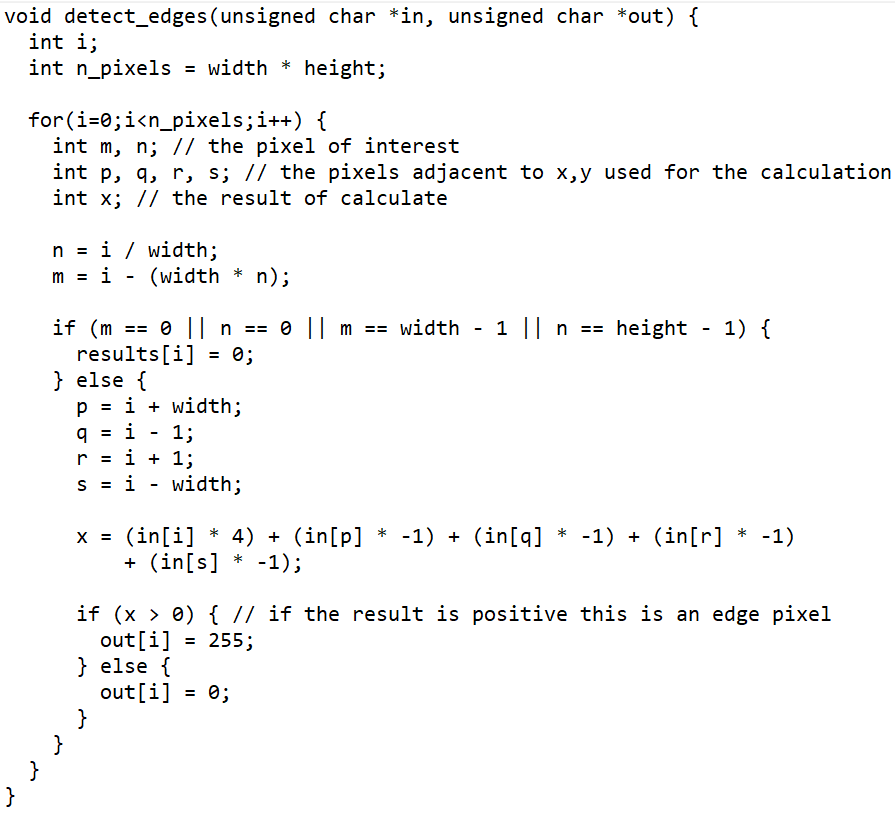 void detect_edges(unsigned char *in, unsigned char *out) {
  int i;
  int n_pixels = width * height;

  for(i=0;i<n_pixels;i++) {
    int m, n; // the pixel of interest
    int p, q, r, s; // the pixels adjacent to x,y used for the calculation
    int x; // the result of calculate

    n = i / width;
    m = i - (width * n);

    if (m == 0 || n == 0 || m == width - 1 || n == height - 1) {
      results[i] = 0;
    } else {
      p = i + width;
      q = i - 1;
      r = i + 1;
      s = i - width;

      x = (in[i] * 4) + (in[p] * -1) + (in[q] * -1) + (in[r] * -1)
          + (in[s] * -1);

      if (x > 0) { // if the result is positive this is an edge pixel
        out[i] = 255;
      } else {
        out[i] = 0;
      }
    }
  }
}